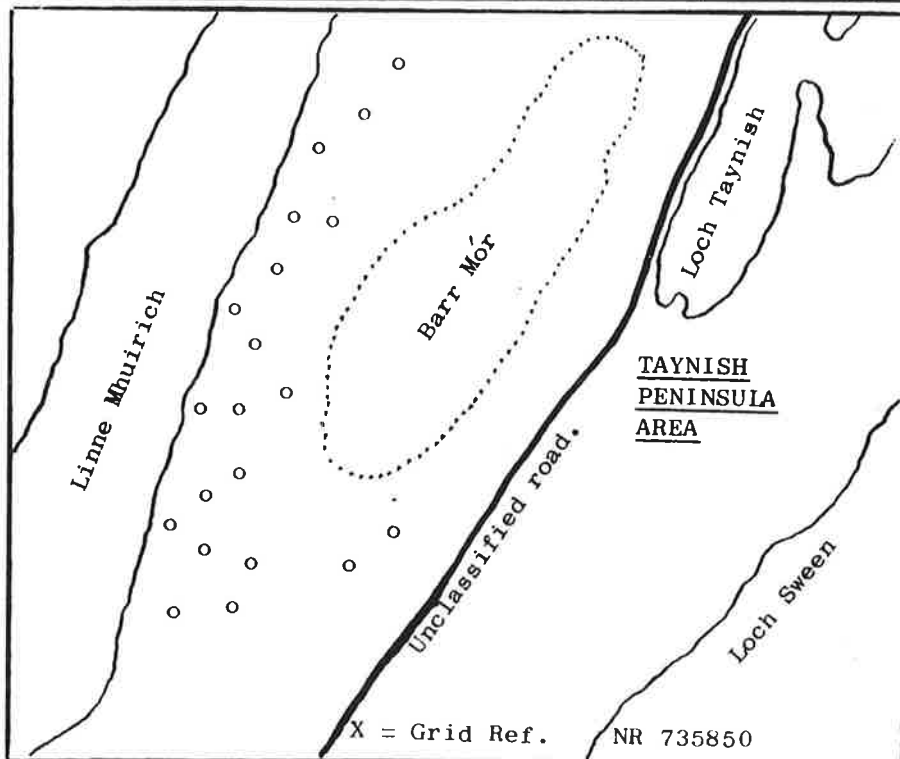 Loch Taynish
Barr Mór
Linne Mhuirich
TAYNISH
PENINSULA
AREA
Unclassified road.
Loch Sween
X = Grid Ref. NR 735850